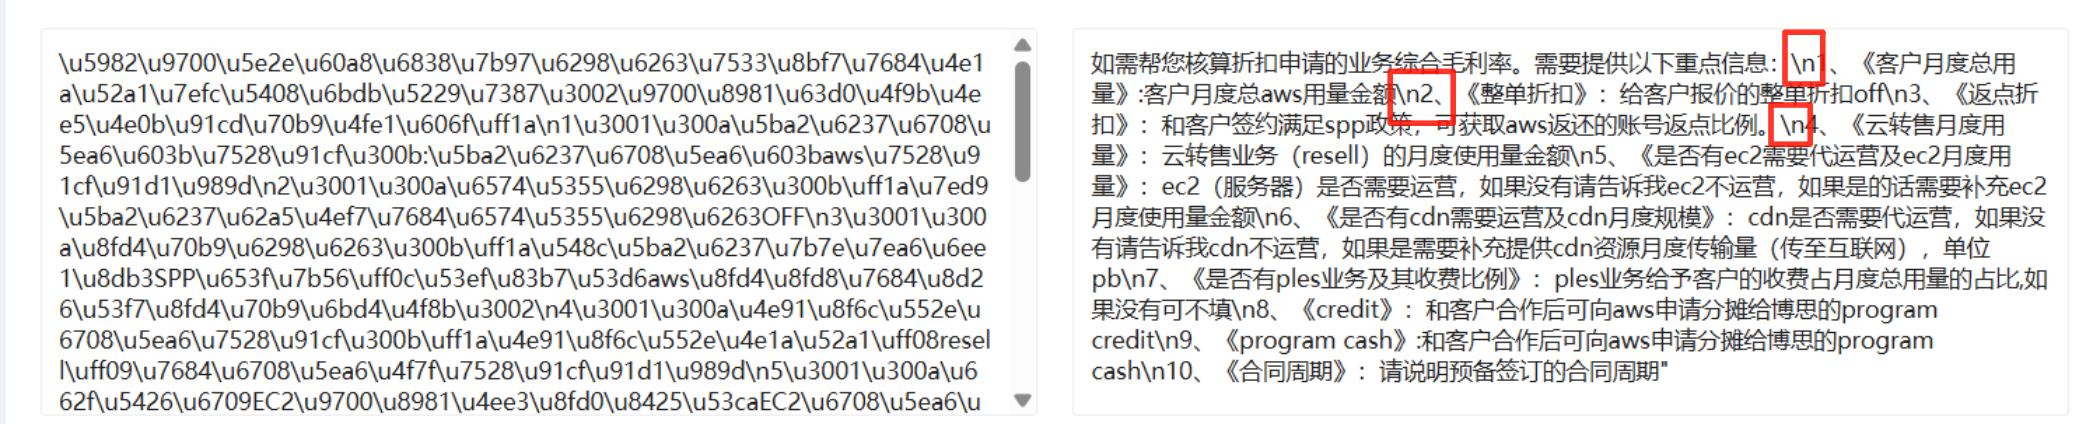 \u5982\u9700\u5e2e\u60a8\u6838\u7b97\u6298\u6263\u7533\u8bf7\u7684\u4e1
a\u52a1\u7efc\u5408\u6bdb\u5229\u7387\u3002\u9700\u8981\u63d0\u4f9b\u4e
e5\u4e0b\u91cd\u70b9\u4fe1\u606f\uff1a\n1\u3001\u300a\u5ba2\u6237\u6708\u
5ea6\u603b\u7528\u91cf\u300b:\u5ba2\u6237\u6708\u5ea6\u603baws\u7528\u9
1cf\u91d1\u989d\n2\u3001\u300a\u6574\u5355\u6298\u6263\u300b\uff1a\u7ed9
\u5ba2\u6237\u62a5\u4ef7\u7684\u6574\u5355\u6298\u6263OFF\n3\u3001\u300
a\u8fd4\u70b9\u6298\u6263\u300b\uff1a\u548c\u5ba2\u6237\u7b7e\u7ea6\u6ee
1\u8db3SPP\u653f\u7b56\uff0c\u53ef\u83b7\u53d6aws\u8fd4\u8fd8\u7684\u8d2
6\u53f7\u8fd4\u70b9\u6bd4\u4f8b\u3002\n4\u3001\u300a\u4e91\u8f6c\u552e\u
6708\u5ea6\u7528\u91cf\u300b\uff1a\u4e91\u8f6c\u552e\u4e1a\u52a1\uff08resel
l\uff09\u7684\u6708\u5ea6\u4f7f\u7528\u91cf\u91d1\u989d\n5\u3001\u300a\u6
62f\u5426\u6709EC2\u9700\u8981\u4ee3\u8fd0\u8425\u53caEC2\u6708\u5ea6\u
如需帮您核算折扣申请的业务综合毛利率。需要提供以下重点信息：\n1、《客户月度总用
量》:客户月度总aws用量金额\n2、《整单折扣》：给客户报价的整单折扣off\n3、《返点折
扣》：和客户签约满足spp政策，可获取aws返还的账号返点比例。\n4、《云转售月度用
量》：云转售业务（resell）的月度使用量金额\n5、《是否有ec2需要代运营及ec2月度用
量》：ec2（服务器）是否需要运营，如果没有请告诉我ec2不运营，如果是的话需要补充ec2
月度使用量金额\n6、《是否有cdn需要运营及cdn月度规模》：cdn是否需要代运营，如果没
有请告诉我cdn不运营，如果是需要补充提供cdn资源月度传输量（传至互联网），单位
pb\n7、《是否有ples业务及其收费比例》：ples业务给予客户的收费占月度总用量的占比,如
果没有可不填\n8、《credit》：和客户合作后可向aws申请分摊给博思的program
credit\n9、《program cash》:和客户合作后可向aws申请分摊给博思的program
cash\n10、《合同周期》：请说明预备签订的合同周期"